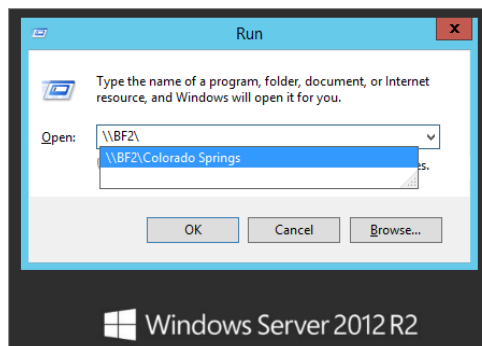 Run
x
Type the name of a program, folder, document, or Internet
resource, and Windows will open it for you.
Open:
\\BF2\
\\BF2\Colorado Springs
es.
OK
Cancel
Browse...
Windows Server 2012 R2